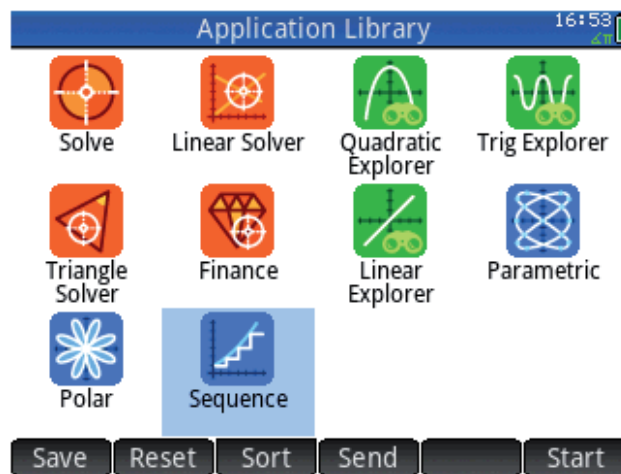 Application Library
16:53
∡π
Solve
Linear Solver
Quadratic
Explorer
Trig Explorer
Triangle
Solver
Finance
Linear
Explorer
Parametric
Polar
Sequence
Save
Reset
Sort
Send
Start